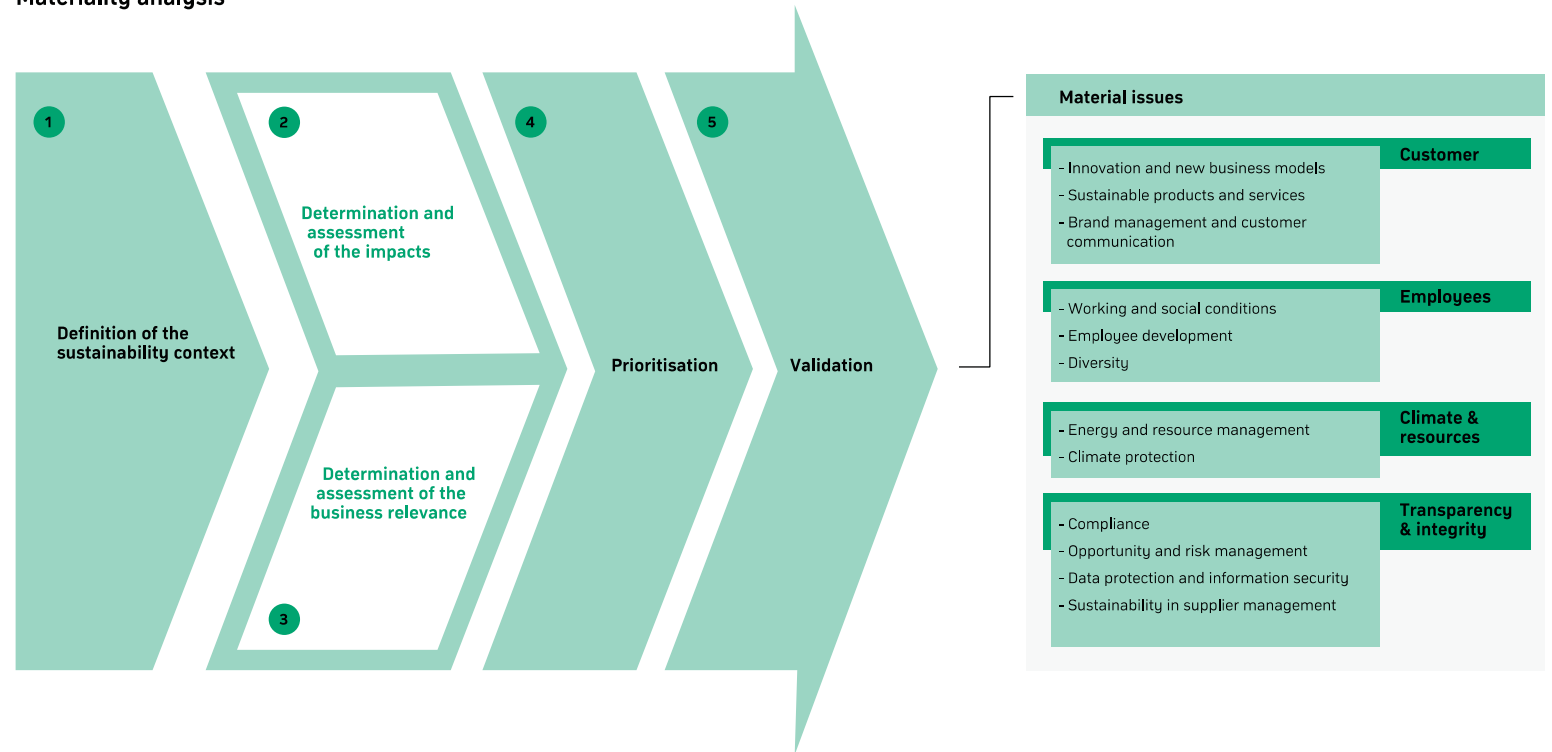 Materiality analysis
1
Definition of the
sustainability context
2
Determination and
assessment
of the impacts
Determination and
assessment of the
business relevance
3
4
Prioritisation
5
Validation
Material issues
Customer
- Innovation and new business models
- Sustainable products and services
- Brand management and customer
communication
Employees
- Working and social conditions
- Employee development
- Diversity
Climate &
resources
- Energy and resource management
- Climate protection
Transparency
& integrity
- Compliance
- Opportunity and risk management
- Data protection and information security
- Sustainability in supplier management